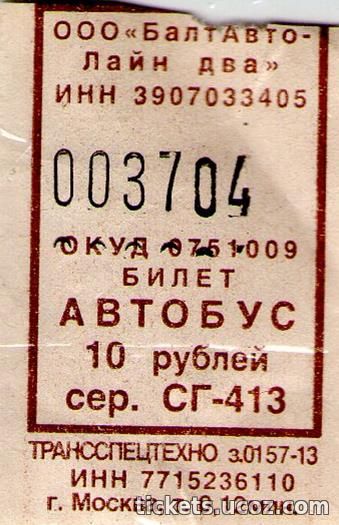 ООО «БалтАвто-
Лайн два»
ИНН 3907033405
003704
ОКУД 0751009
БИЛЕТ
АВТОБУС
10 рублей
сер. СГ-413
ТРАНССПЕЦТЕХНО з.0157-13
ИНН 7715236110
г. Москва
tickets.ucoz.com